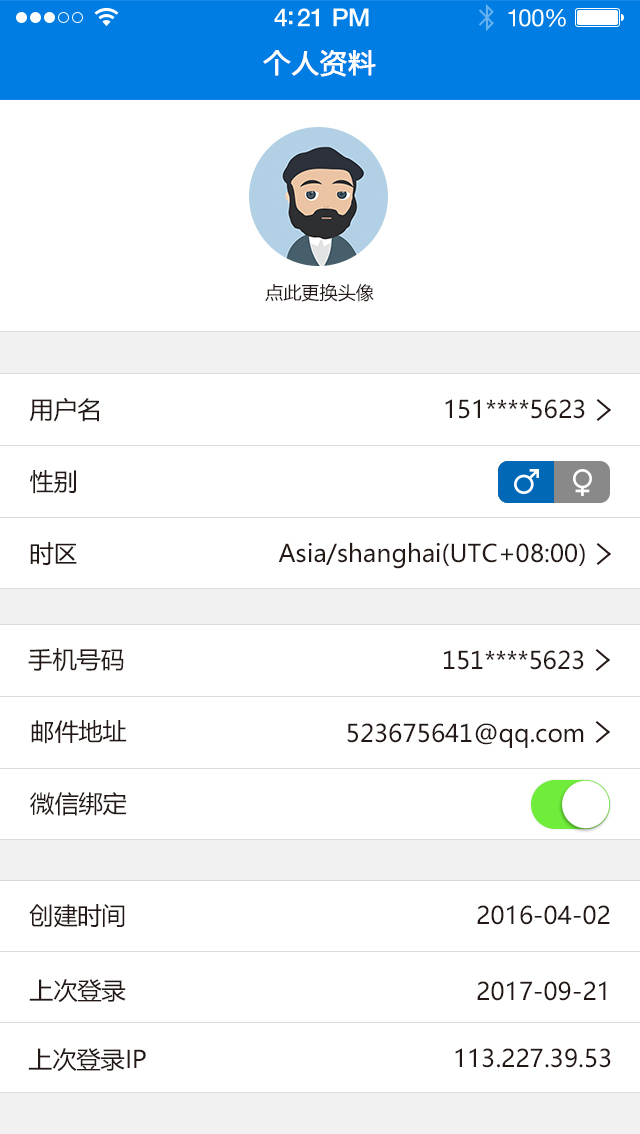 4:21 PM 100%
个人资料
点此更换头像
用户名 151****5623
性别
时区 Asia/shanghai(UTC+08:00)
手机号码 151****5623
邮件地址 523675641@qq.com
微信绑定
创建时间 2016-04-02
上次登录 2017-09-21
上次登录IP 113.227.39.53